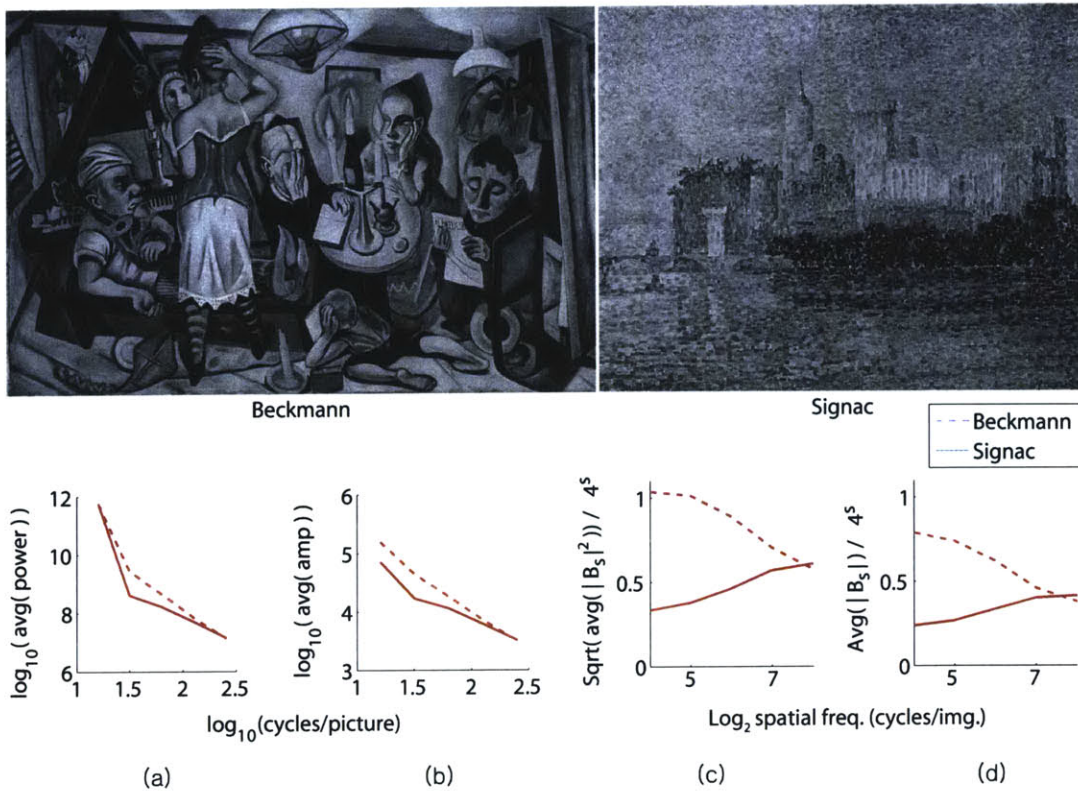 Beckmann
Signac
Beckmann
Signac
log10(avg(power))
12
10
8
6
1
1.5
2
2.5
log10(avg(amp))
6
5
4
3
1
1.5
2
2.5
log10(cycles/picture)
Sqrt(avg(|Bs|²)) / 4^s
1
0.5
0
5
7
Avg(|Bs|) / 4^s
1
0.5
0
5
7
Log2 spatial freq. (cycles/img.)
(a)
(b)
(c)
(d)